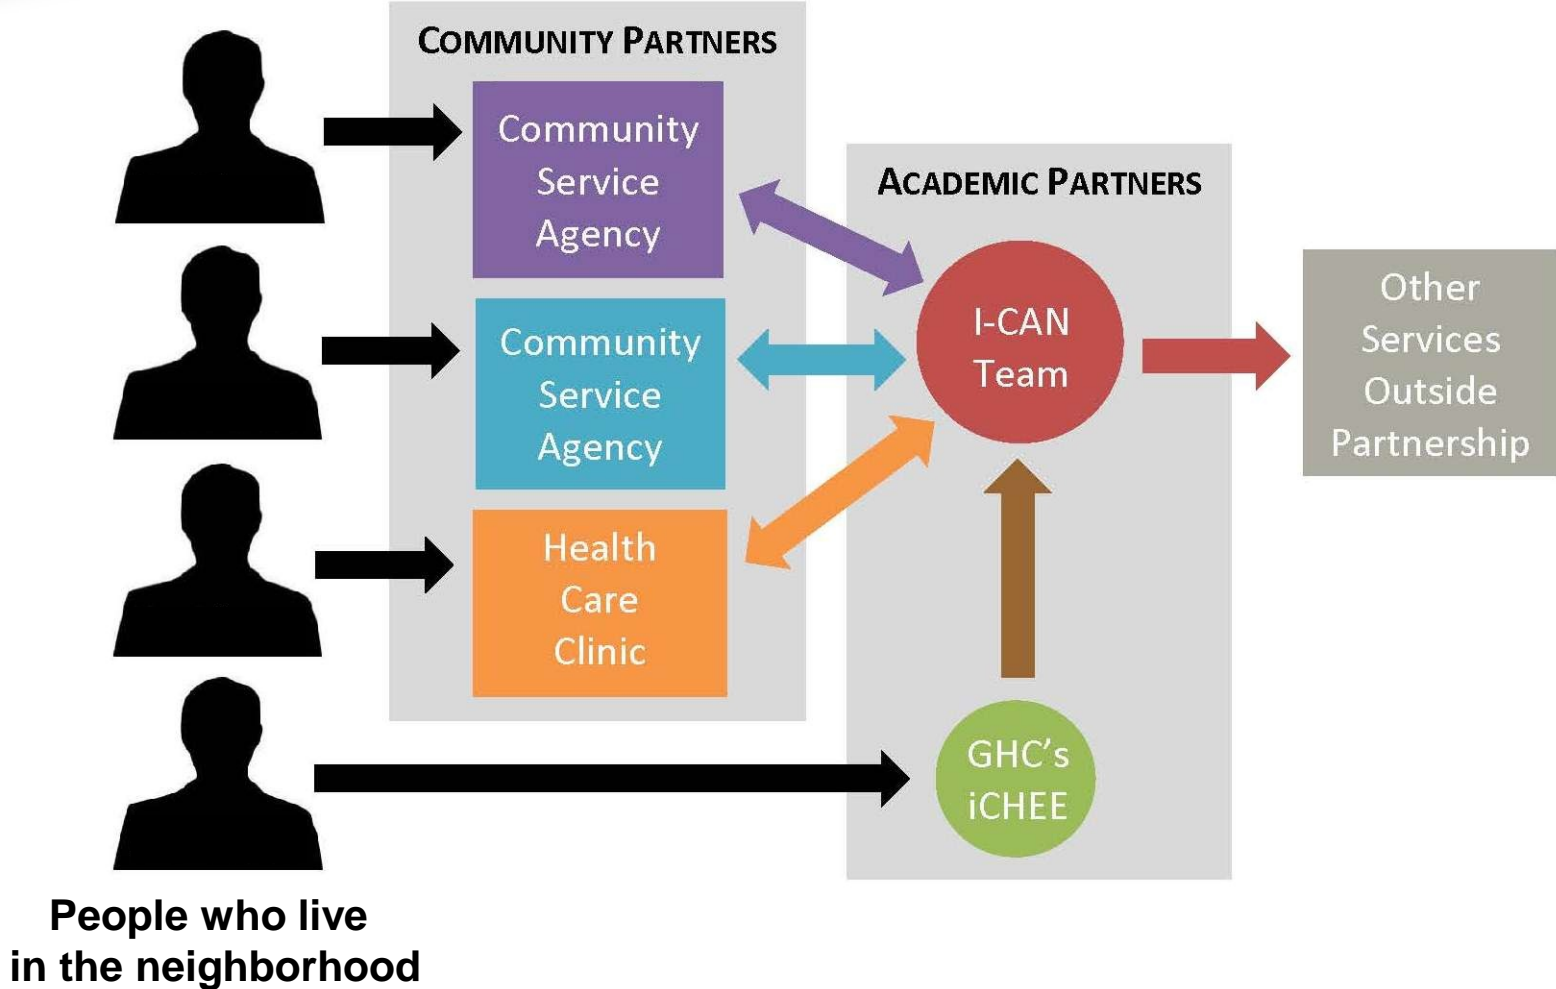 COMMUNITY PARTNERS
Community
Service
Agency
Community
Service
Agency
Health
Care
Clinic
ACADEMIC PARTNERS
I-CAN
Team
GHC's
iCHEE
Other
Services
Outside
Partnership
People who live
in the neighborhood